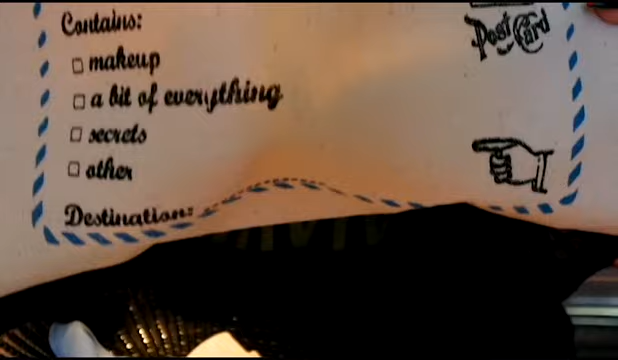 Contains:
makeup
a bit of everything
secrets
other
Destination:
Post Card